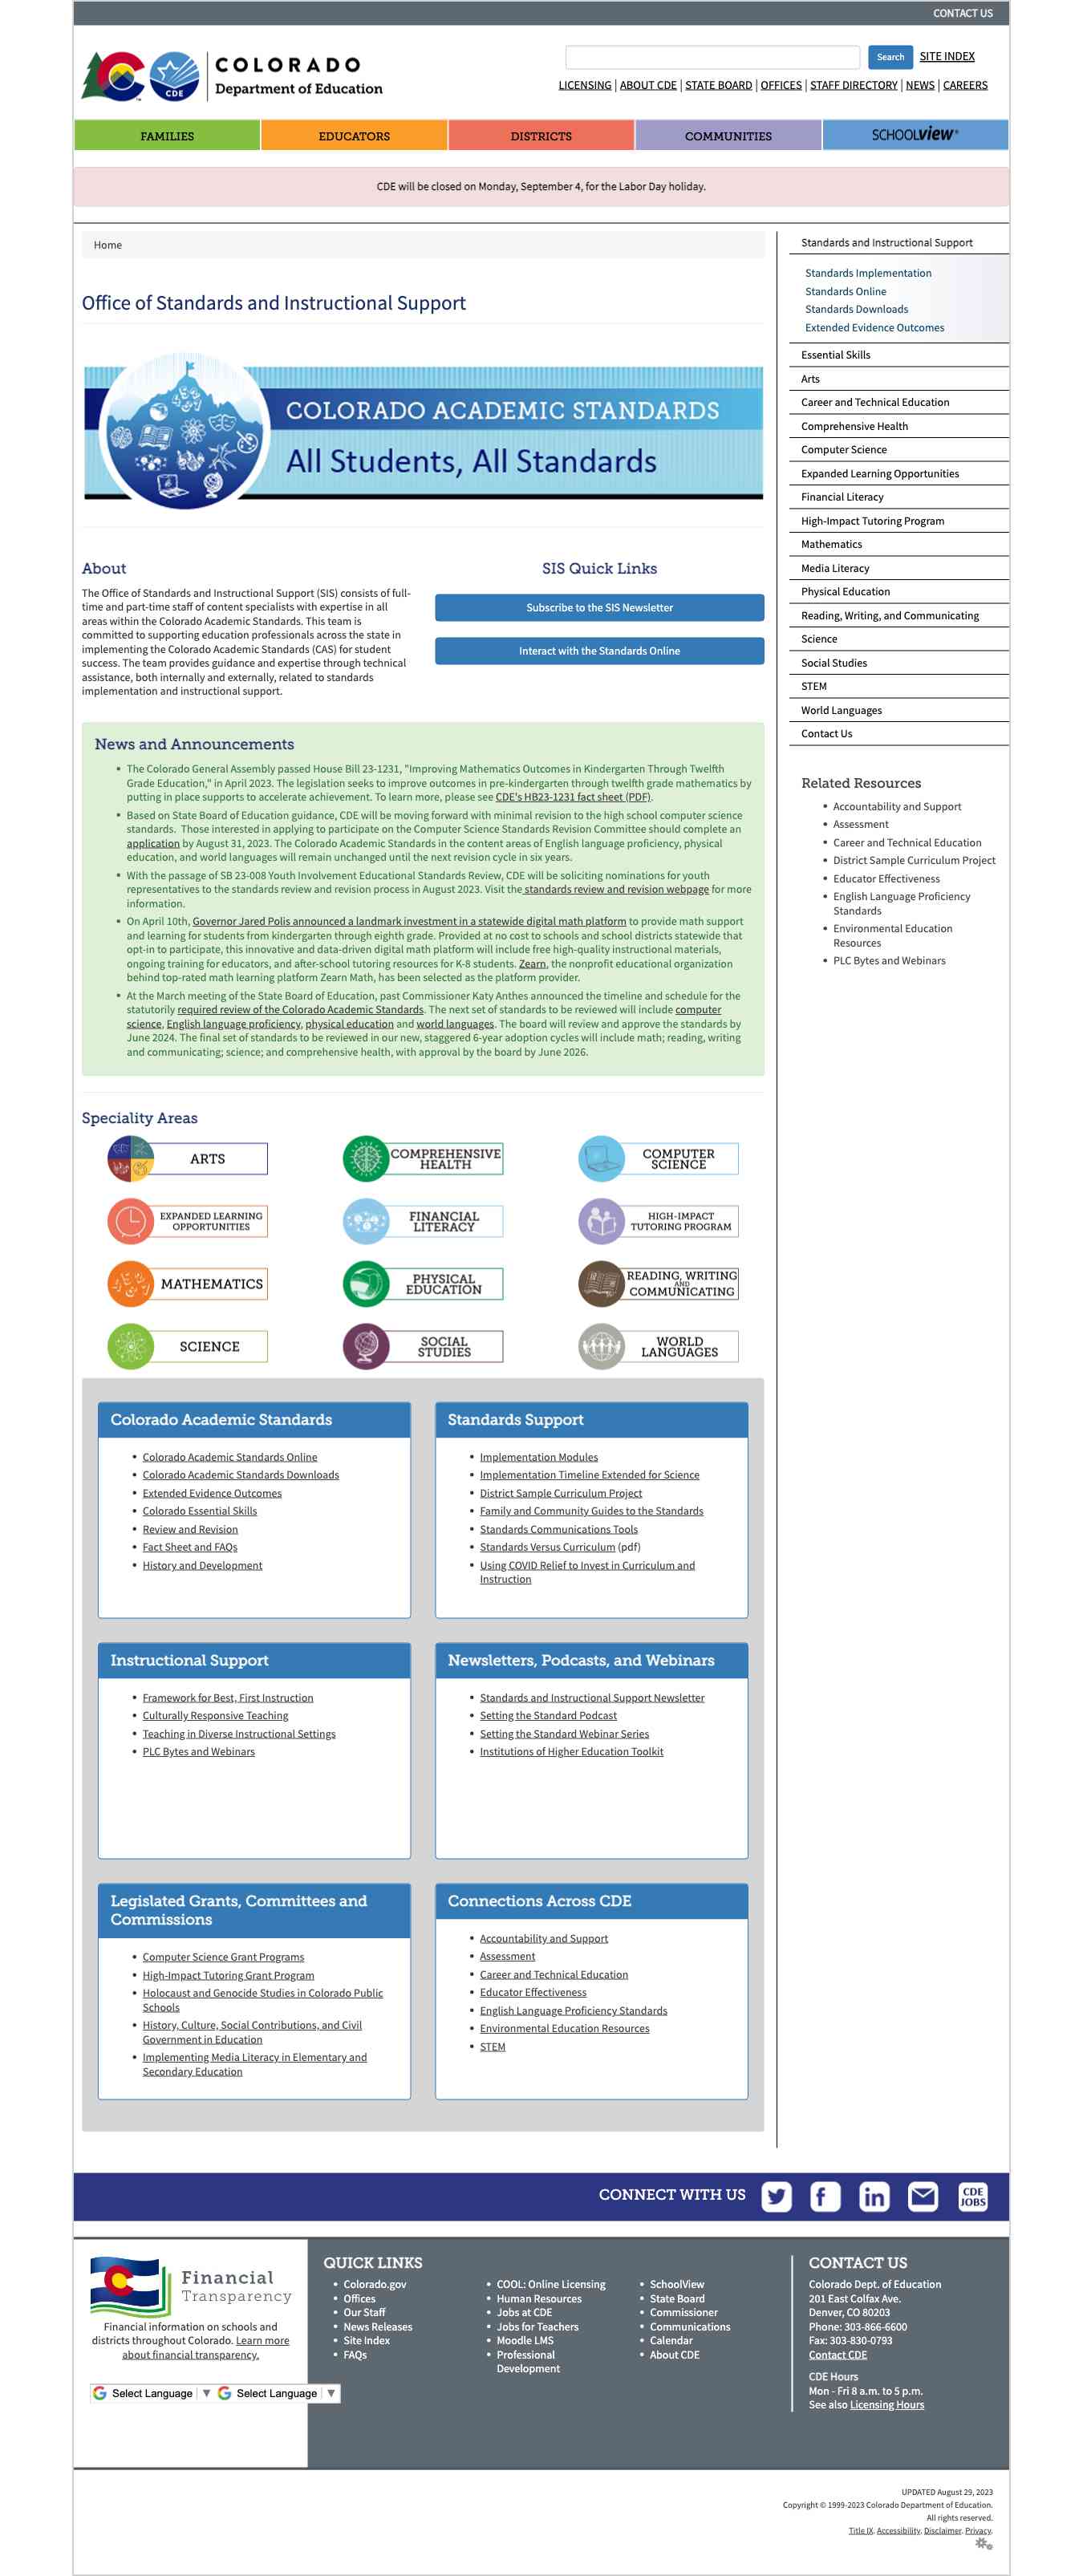 CONTACT US
COLORADO
Department of Education
CDE
Search
SITE INDEX
LICENSING | ABOUT CDE | STATE BOARD | OFFICES | STAFF DIRECTORY | NEWS | CAREERS
FAMILIES
EDUCATORS
DISTRICTS
COMMUNITIES
SCHOOLVIEW®
CDE will be closed on Monday, September 4, for the Labor Day holiday.
Home
Office of Standards and Instructional Support
COLORADO ACADEMIC STANDARDS
All Students, All Standards
About
The Office of Standards and Instructional Support (SIS) consists of full-
time and part-time staff of content specialists with expertise in all
areas within the Colorado Academic Standards. This team is
committed to supporting education professionals across the state in
implementing the Colorado Academic Standards (CAS) for student
success. The team provides guidance and expertise through technical
assistance, both internally and externally, related to standards
implementation and instructional support.
SIS Quick Links
Subscribe to the SIS Newsletter
Interact with the Standards Online
News and Announcements
• The Colorado General Assembly passed House Bill 23-1231, "Improving Mathematics Outcomes in Kindergarten Through Twelfth
Grade Education," in April 2023. The legislation seeks to improve outcomes in pre-kindergarten through twelfth grade mathematics by
putting in place supports to accelerate achievement. To learn more, please see CDE's HB23-1231 fact sheet (PDF).
• Based on State Board of Education guidance, CDE will be moving forward with minimal revision to the high school computer science
standards. Those interested in applying to participate on the Computer Science Standards Revision Committee should complete an
application by August 31, 2023. The Colorado Academic Standards in the content areas of English language proficiency, physical
education, and world languages will remain unchanged until the next revision cycle in six years.
• With the passage of SB 23-008 Youth Involvement Educational Standards Review, CDE will be soliciting nominations for youth
representatives to the standards review and revision process in August 2023. Visit the standards review and revision webpage for more
information.
• On April 10th, Governor Jared Polis announced a landmark investment in a statewide digital math platform to provide math support
and learning for students from kindergarten through eighth grade. Provided at no cost to schools and school districts statewide that
opt-in to participate, this innovative and data-driven digital math platform will include free high-quality instructional materials,
ongoing training for educators, and after-school tutoring resources for K-8 students. Zearn, the nonprofit educational organization
behind top-rated math learning platform Zearn Math, has been selected as the platform provider.
• At the March meeting of the State Board of Education, past Commissioner Katy Anthes announced the timeline and schedule for the
statutorily required review of the Colorado Academic Standards. The next set of standards to be reviewed will include computer
science, English language proficiency, physical education and world languages. The board will review and approve the standards by
June 2024. The final set of standards to be reviewed in our new, staggered 6-year adoption cycles will include math; reading, writing
and communicating; science; and comprehensive health, with approval by the board by June 2026.
Speciality Areas
ARTS
COMPREHENSIVE
HEALTH
COMPUTER
SCIENCE
EXPANDED LEARNING
OPPORTUNITIES
FINANCIAL
LITERACY
HIGH-IMPACT
TUTORING PROGRAM
MATHEMATICS
PHYSICAL
EDUCATION
READING, WRITING
AND
COMMUNICATING
SCIENCE
SOCIAL
STUDIES
WORLD
LANGUAGES
Colorado Academic Standards
• Colorado Academic Standards Online
• Colorado Academic Standards Downloads
• Extended Evidence Outcomes
• Colorado Essential Skills
• Review and Revision
• Fact Sheet and FAQs
• History and Development
Standards Support
• Implementation Modules
• Implementation Timeline Extended for Science
• District Sample Curriculum Project
• Family and Community Guides to the Standards
• Standards Communications Tools
• Standards Versus Curriculum (pdf)
• Using COVID Relief to Invest in Curriculum and
Instruction
Instructional Support
• Framework for Best, First Instruction
• Culturally Responsive Teaching
• Teaching in Diverse Instructional Settings
• PLC Bytes and Webinars
Newsletters, Podcasts, and Webinars
• Standards and Instructional Support Newsletter
• Setting the Standard Podcast
• Setting the Standard Webinar Series
• Institutions of Higher Education Toolkit
Legislated Grants, Committees and
Commissions
• Computer Science Grant Programs
• High-Impact Tutoring Grant Program
• Holocaust and Genocide Studies in Colorado Public
Schools
• History, Culture, Social Contributions, and Civil
Government in Education
• Implementing Media Literacy in Elementary and
Secondary Education
Connections Across CDE
• Accountability and Support
• Assessment
• Career and Technical Education
• Educator Effectiveness
• English Language Proficiency Standards
• Environmental Education Resources
• STEM
Standards and Instructional Support
Standards Implementation
Standards Online
Standards Downloads
Extended Evidence Outcomes
Essential Skills
Arts
Career and Technical Education
Comprehensive Health
Computer Science
Expanded Learning Opportunities
Financial Literacy
High-Impact Tutoring Program
Mathematics
Media Literacy
Physical Education
Reading, Writing, and Communicating
Science
Social Studies
STEM
World Languages
Contact Us
Related Resources
• Accountability and Support
• Assessment
• Career and Technical Education
• District Sample Curriculum Project
• Educator Effectiveness
• English Language Proficiency
Standards
• Environmental Education
Resources
• PLC Bytes and Webinars
CONNECT WITH US
CDE
JOBS
Financial
Transparency
Financial information on schools and
districts throughout Colorado. Learn more
about financial transparency.
Select Language ▼
Select Language ▼
QUICK LINKS
• Colorado.gov
• Offices
• Our Staff
• News Releases
• Site Index
• FAQs
• COOL: Online Licensing
• Human Resources
• Jobs at CDE
• Jobs for Teachers
• Moodle LMS
• Professional
Development
• SchoolView
• State Board
• Commissioner
• Communications
• Calendar
• About CDE
CONTACT US
Colorado Dept. of Education
201 East Colfax Ave.
Denver, CO 80203
Phone: 303-866-6600
Fax: 303-830-0793
Contact CDE
CDE Hours
Mon - Fri 8 a.m. to 5 p.m.
See also Licensing Hours
UPDATED August 29, 2023
Copyright © 1999-2023 Colorado Department of Education.
All rights reserved.
Title IX. Accessibility. Disclaimer. Privacy.